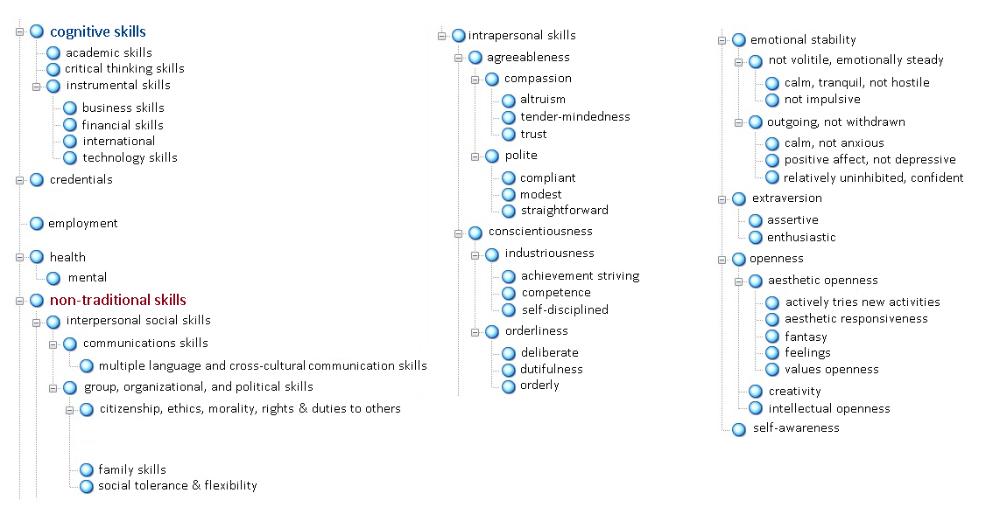 cognitive skills
academic skills
critical thinking skills
instrumental skills
business skills
financial skills
international
technology skills
credentials
employment
health
mental
non-traditional skills
interpersonal social skills
communications skills
multiple language and cross-cultural communication skills
group, organizational, and political skills
citizenship, ethics, morality, rights & duties to others
family skills
social tolerance & flexibility
intrapersonal skills
agreeableness
compassion
altruism
tender-mindedness
trust
polite
compliant
modest
straightforward
conscientiousness
industriousness
achievement striving
competence
self-disciplined
orderliness
deliberate
dutifulness
orderly
emotional stability
not volitile, emotionally steady
calm, tranquil, not hostile
not impulsive
outgoing, not withdrawn
calm, not anxious
positive affect, not depressive
relatively uninhibited, confident
extraversion
assertive
enthusiastic
openness
aesthetic openness
actively tries new activities
aesthetic responsiveness
fantasy
feelings
values openness
creativity
intellectual openness
self-awareness